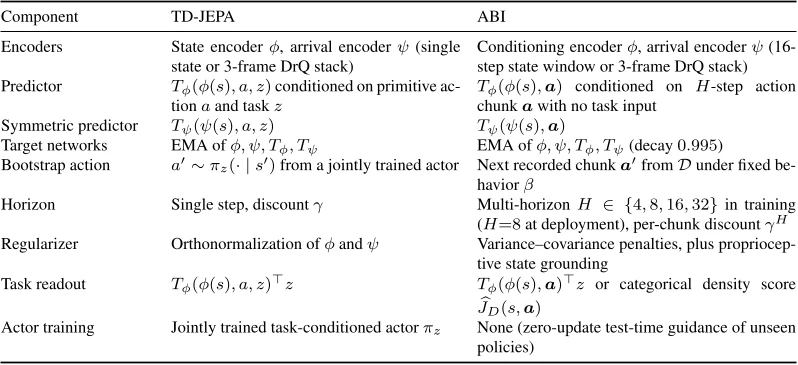 Component TD-JEPA ABI
Encoders State encoder ϕ, arrival encoder ψ (single Conditioning encoder ϕ, arrival encoder ψ (16-
state or 3-frame DrQ stack) step state window or 3-frame DrQ stack)
Predictor T_ϕ(ϕ(s), a, z) conditioned on primitive ac- T_ϕ(ϕ(s), 𝒂) conditioned on H-step action
tion a and task z chunk 𝒂 with no task input
Symmetric predictor T_ψ(ψ(s), a, z) T_ψ(ψ(s), 𝒂)
Target networks EMA of ϕ, ψ, T_ϕ, T_ψ EMA of ϕ, ψ, T_ϕ, T_ψ (decay 0.995)
Bootstrap action a′ ∼ π_z(· | s′) from a jointly trained actor Next recorded chunk 𝒂′ from 𝒟 under fixed be-
havior β
Horizon Single step, discount γ Multi-horizon H ∈ {4, 8, 16, 32} in training
(H=8 at deployment), per-chunk discount γ^H
Regularizer Orthonormalization of ϕ and ψ Variance–covariance penalties, plus propriocep-
tive state grounding
Task readout T_ϕ(ϕ(s), a, z)^⊤ z T_ϕ(ϕ(s), 𝒂)^⊤ z or categorical density score
Ĵ_D(s, 𝒂)
Actor training Jointly trained task-conditioned actor π_z None (zero-update test-time guidance of unseen
policies)